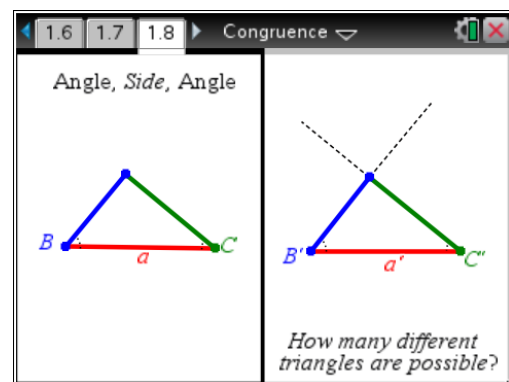 1.6 1.7 1.8 Congruence
Angle, Side, Angle
B
a
C
B'
a'
C"
How many different
triangles are possible?